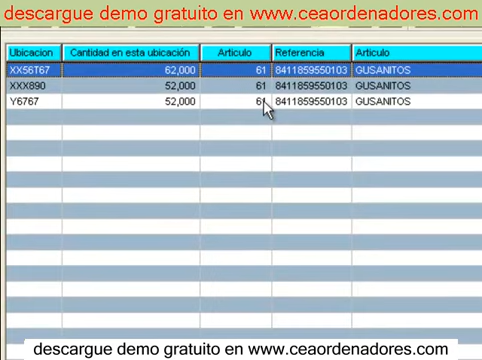 descargue demo gratuito en www.ceaordenadores.com
Ubicacion Cantidad en esta ubicación Articulo Referencia Articulo
XX56T67 62,000 61 8411859550103 GUSANITOS
XXX890 52,000 61 8411859550103 GUSANITOS
Y6767 52,000 61 8411859550103 GUSANITOS
descargue demo gratuito en www.ceaordenadores.com